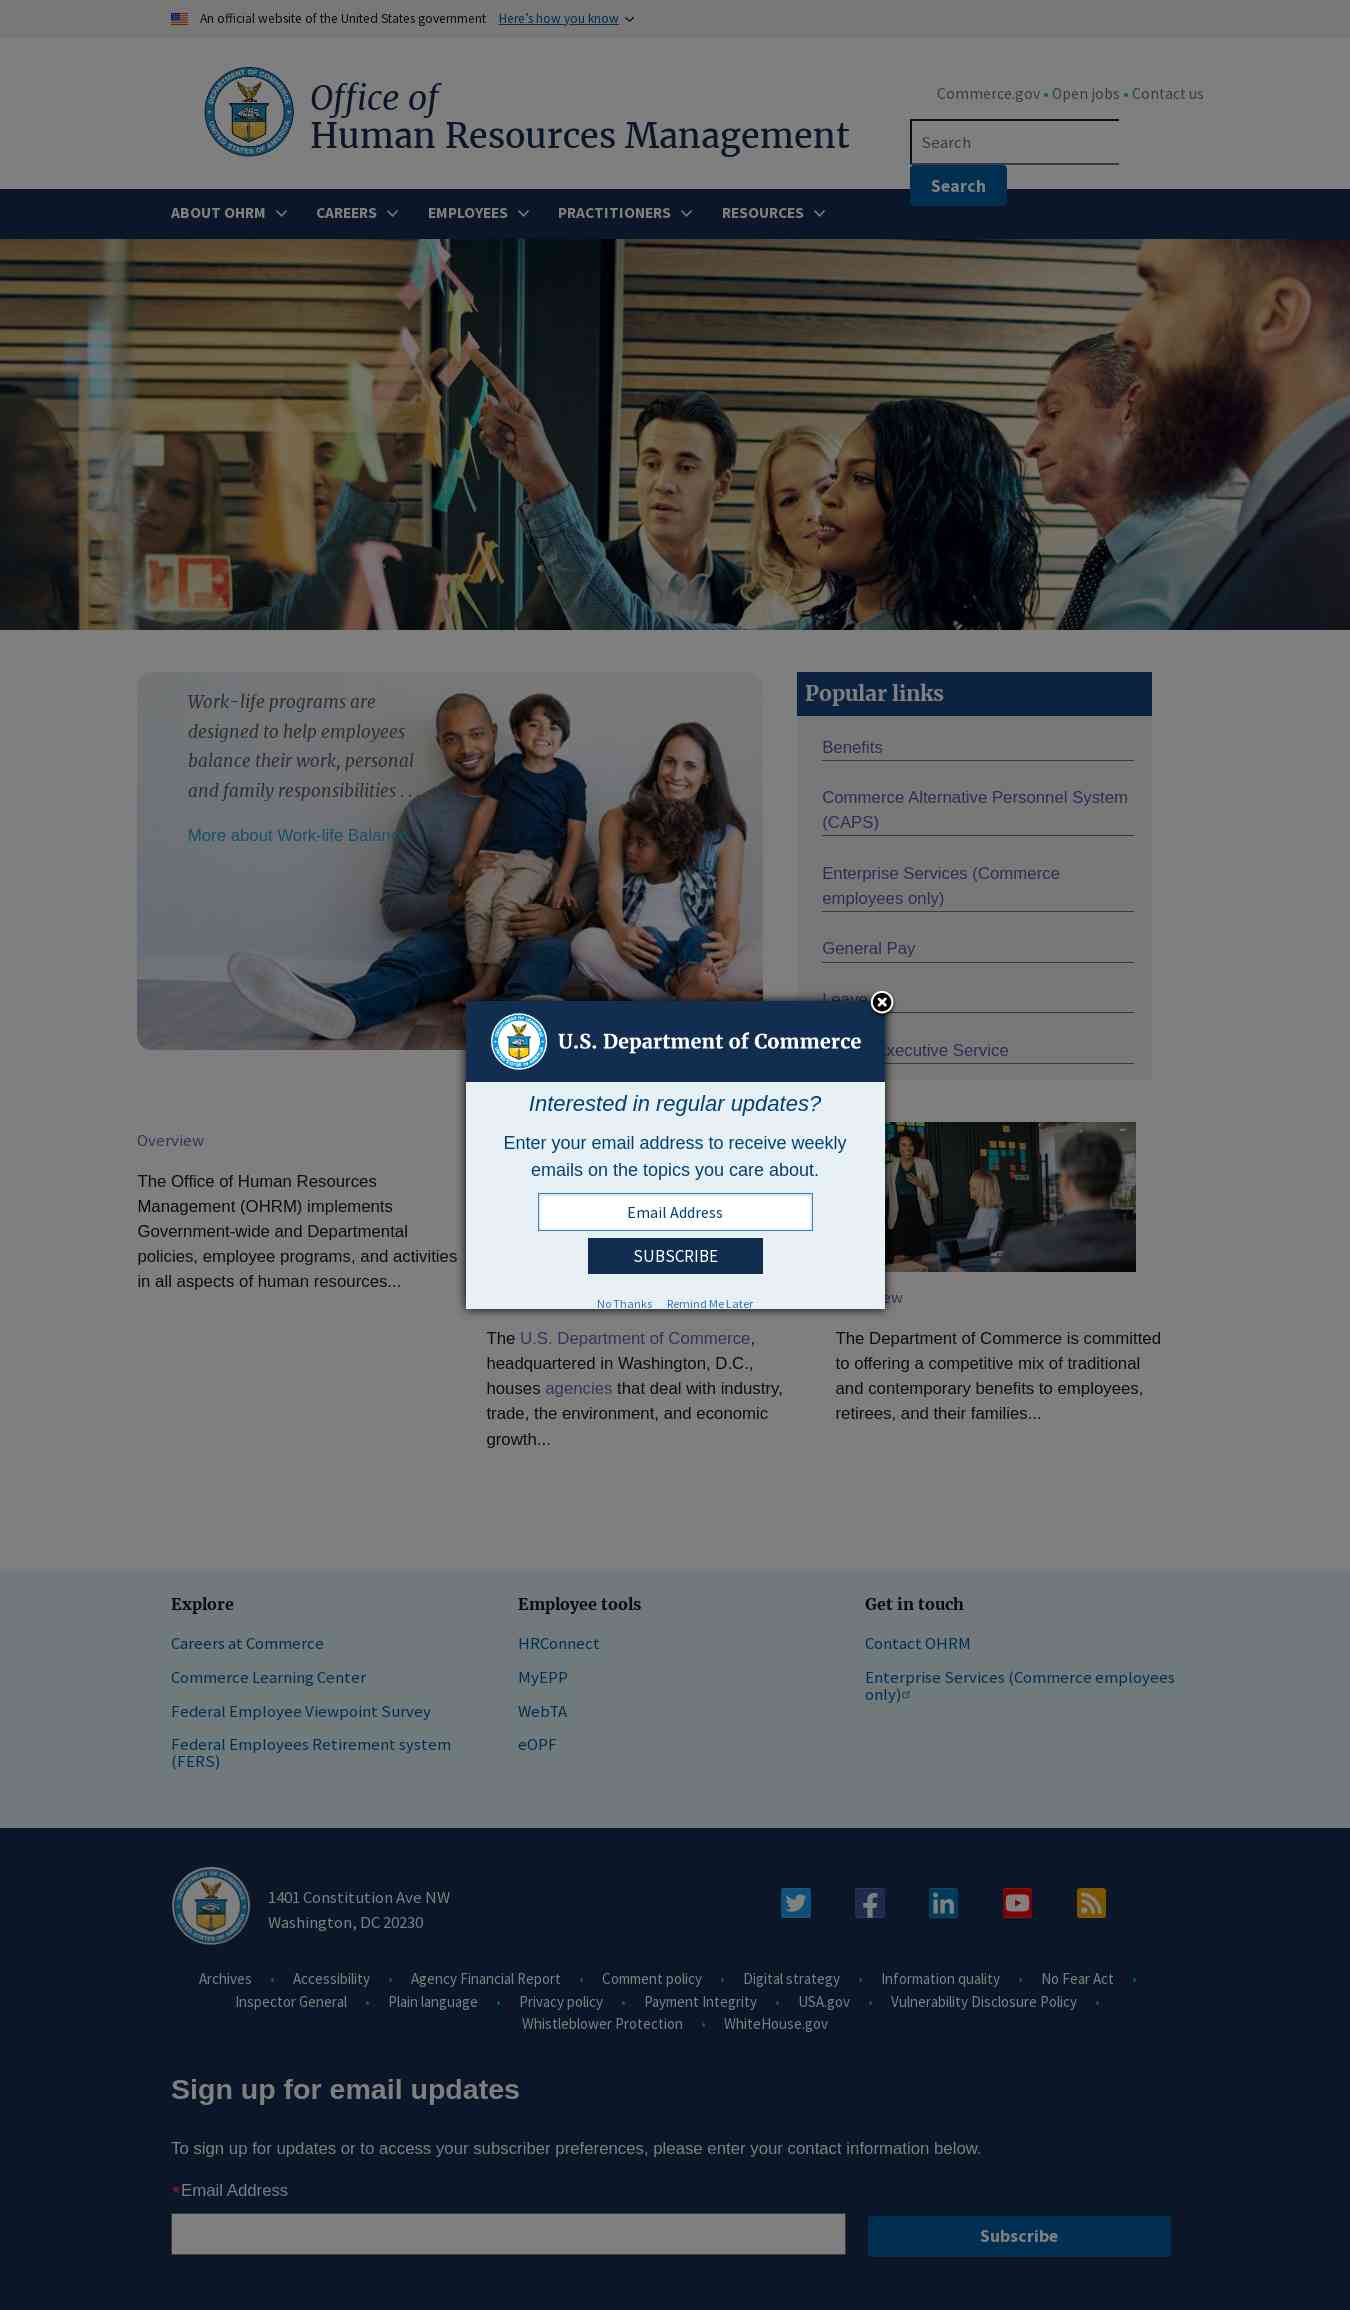 An official website of the United States government Here’s how you know
Office of
Human Resources Management
Commerce.gov • Open jobs • Contact us
Search
Search
ABOUT OHRM CAREERS EMPLOYEES PRACTITIONERS RESOURCES
Work-life programs are
designed to help employees
balance their work, personal
and family responsibilities . .
More about Work-life Balance
Popular links
Benefits
Commerce Alternative Personnel System
(CAPS)
Enterprise Services (Commerce
employees only)
General Pay
Leave
Executive Service
U.S. Department of Commerce
Interested in regular updates?
Enter your email address to receive weekly
emails on the topics you care about.
Email Address
SUBSCRIBE
No Thanks Remind Me Later
Overview
The Office of Human Resources
Management (OHRM) implements
Government-wide and Departmental
policies, employee programs, and activities
in all aspects of human resources...
The U.S. Department of Commerce,
headquartered in Washington, D.C.,
houses agencies that deal with industry,
trade, the environment, and economic
growth...
The Department of Commerce is committed
to offering a competitive mix of traditional
and contemporary benefits to employees,
retirees, and their families...
Explore
Careers at Commerce
Commerce Learning Center
Federal Employee Viewpoint Survey
Federal Employees Retirement system
(FERS)
Employee tools
HRConnect
MyEPP
WebTA
eOPF
Get in touch
Contact OHRM
Enterprise Services (Commerce employees
only)
1401 Constitution Ave NW
Washington, DC 20230
Archives • Accessibility • Agency Financial Report • Comment policy • Digital strategy • Information quality • No Fear Act •
Inspector General • Plain language • Privacy policy • Payment Integrity • USA.gov • Vulnerability Disclosure Policy •
Whistleblower Protection • WhiteHouse.gov
Sign up for email updates
To sign up for updates or to access your subscriber preferences, please enter your contact information below.
*Email Address
Subscribe